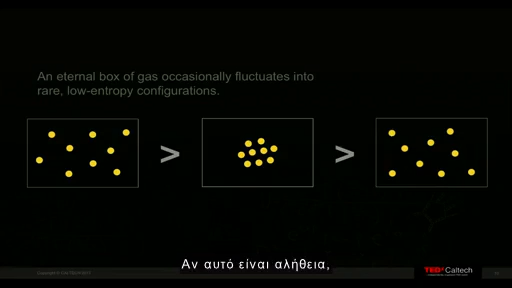 An eternal box of gas occasionally fluctuates into
rare, low-entropy configurations.
> >
Αν αυτό είναι αλήθεια,
TEDxCaltech